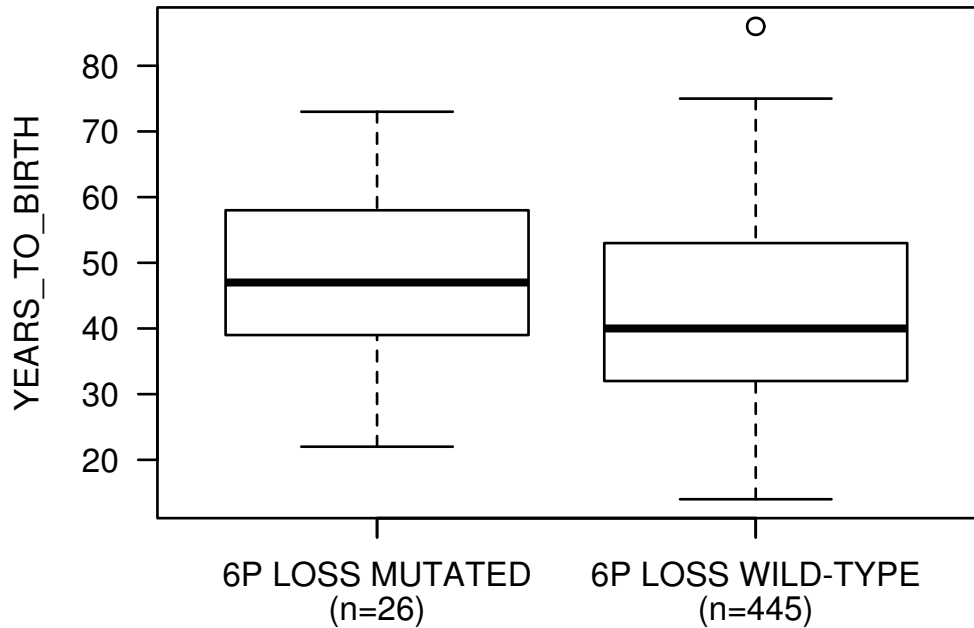 YEARS_TO_BIRTH
80
70
60
50
40
30
20
6P LOSS MUTATED
(n=26)
6P LOSS WILD-TYPE
(n=445)